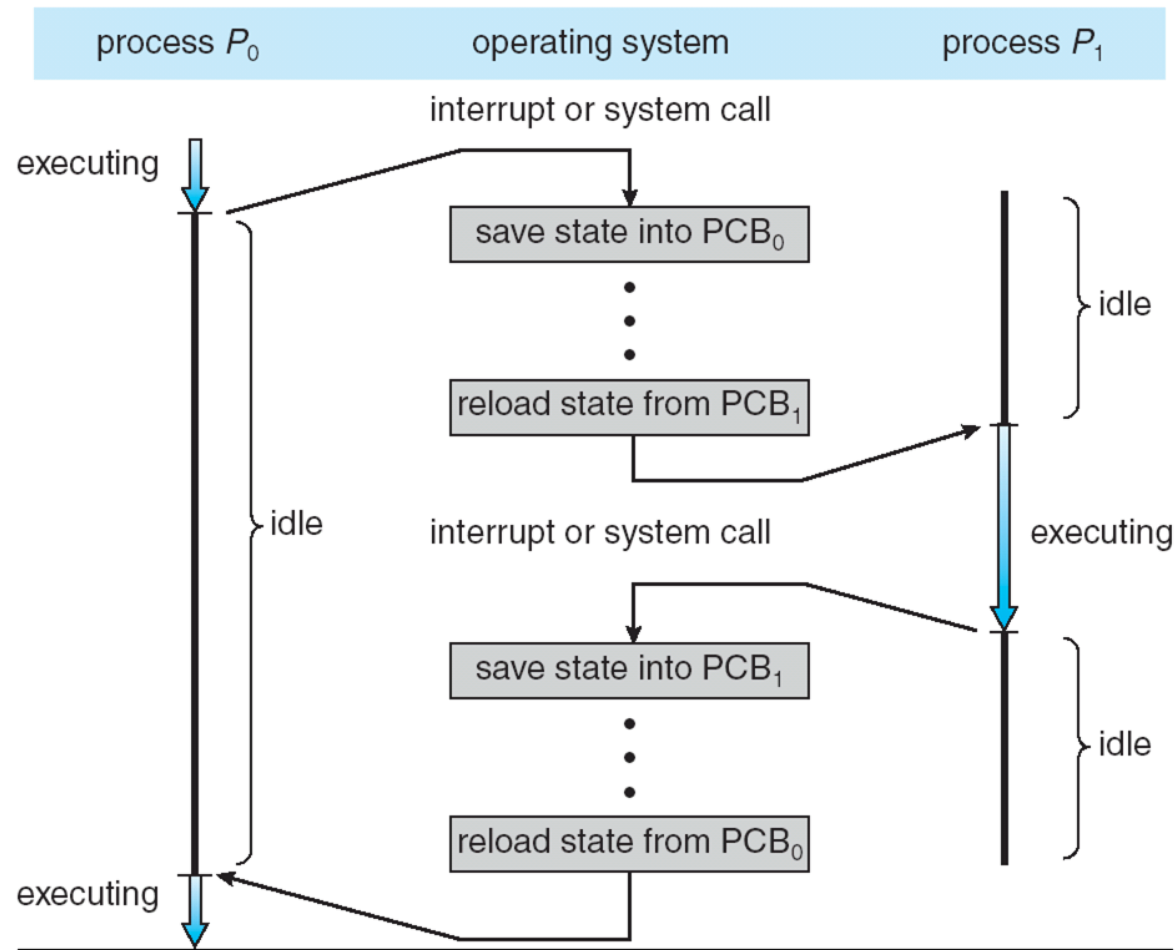 process P₀ operating system process P₁
interrupt or system call
executing
save state into PCB₀
idle
reload state from PCB₁
idle
interrupt or system call
executing
save state into PCB₁
idle
reload state from PCB₀
executing